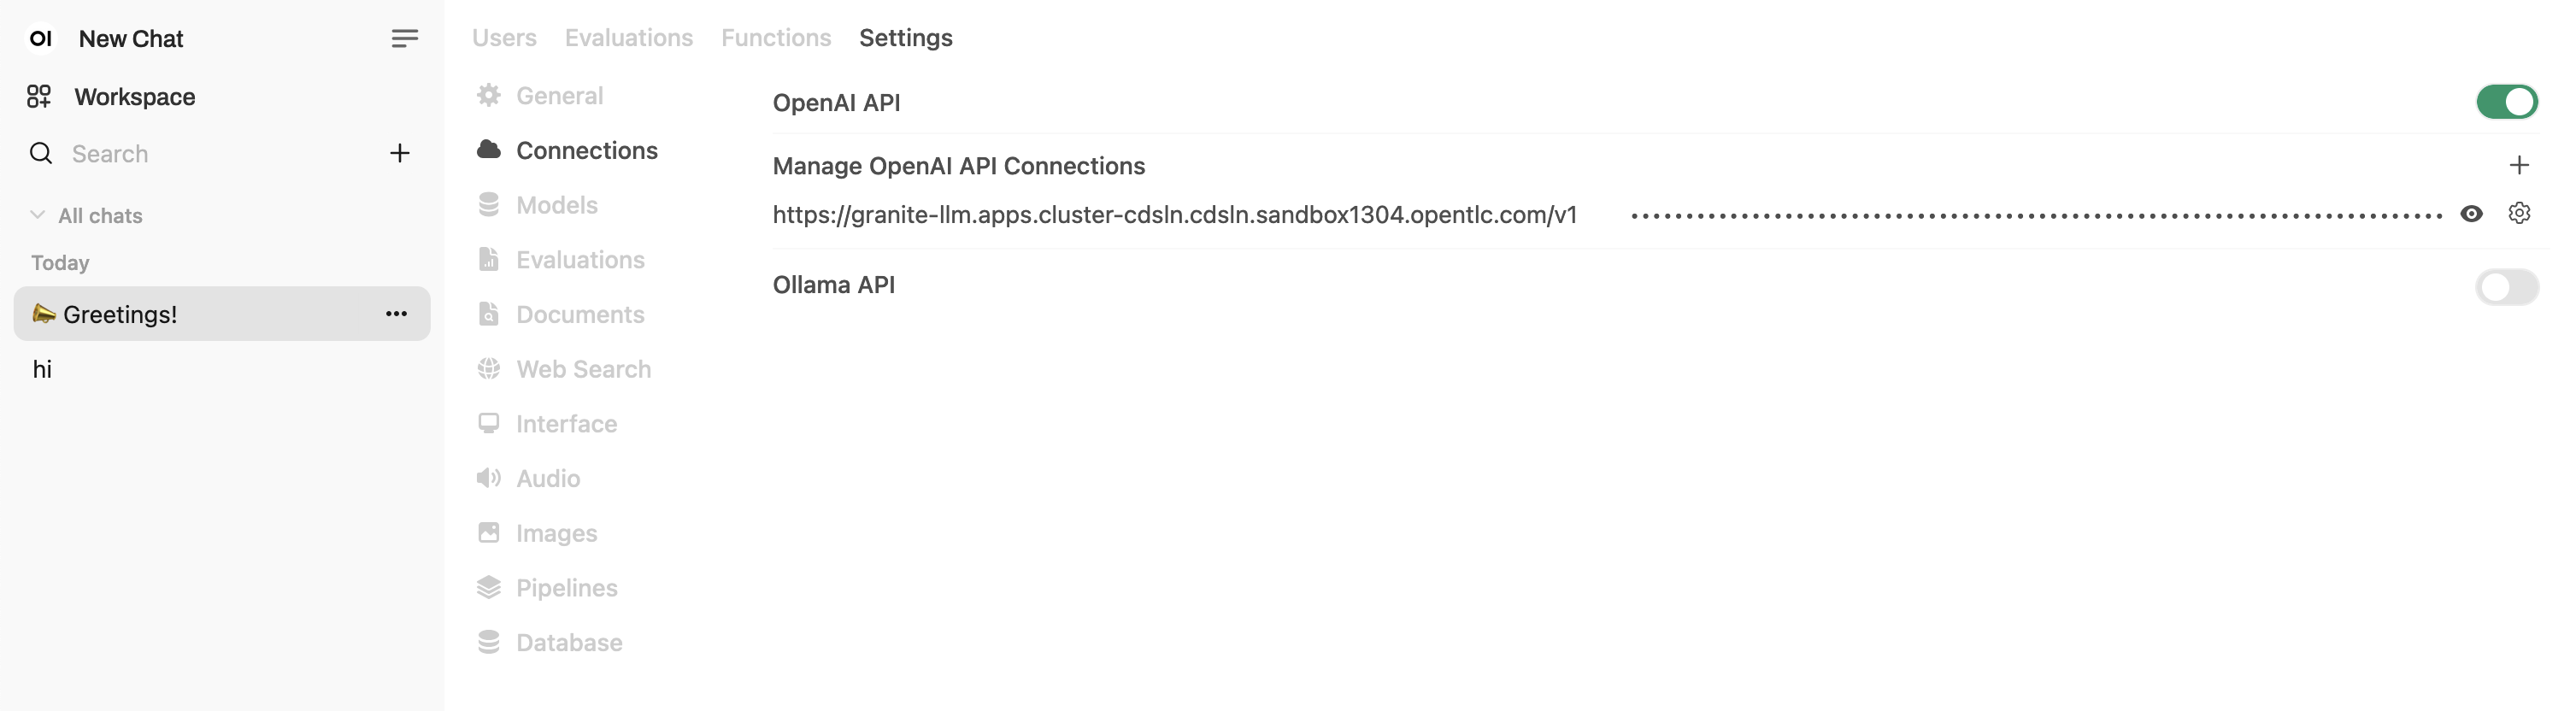 OI New Chat
Workspace
Search
All chats
Today
Greetings!
hi
Users Evaluations Functions Settings
General
Connections
Models
Evaluations
Documents
Web Search
Interface
Audio
Images
Pipelines
Database
OpenAI API
Manage OpenAI API Connections
https://granite-llm.apps.cluster-cdsln.cdsln.sandbox1304.opentlc.com/v1
Ollama API